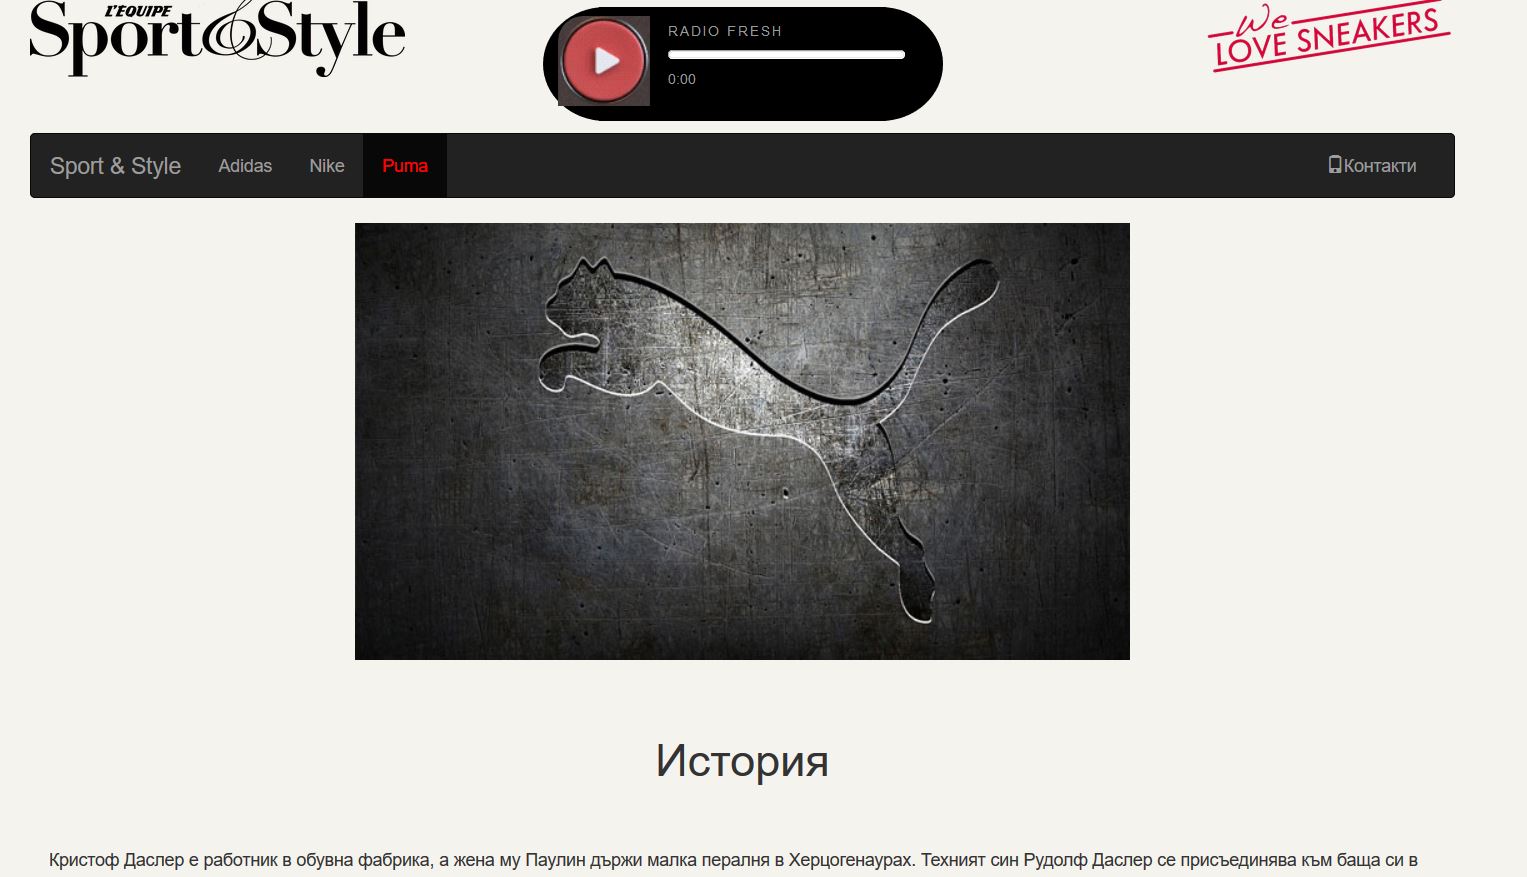 L'ÉQUIPE
Sport & Style
RADIO FRESH
0:00
We
LOVE SNEAKERS
Sport & Style
Adidas
Nike
Puma
Контакти
История
Кристоф Даслер е работник в обувна фабрика, а жена му Паулин държи малка пералня в Херцогенаурах. Техният син Рудолф Даслер се присъединява към баща си в